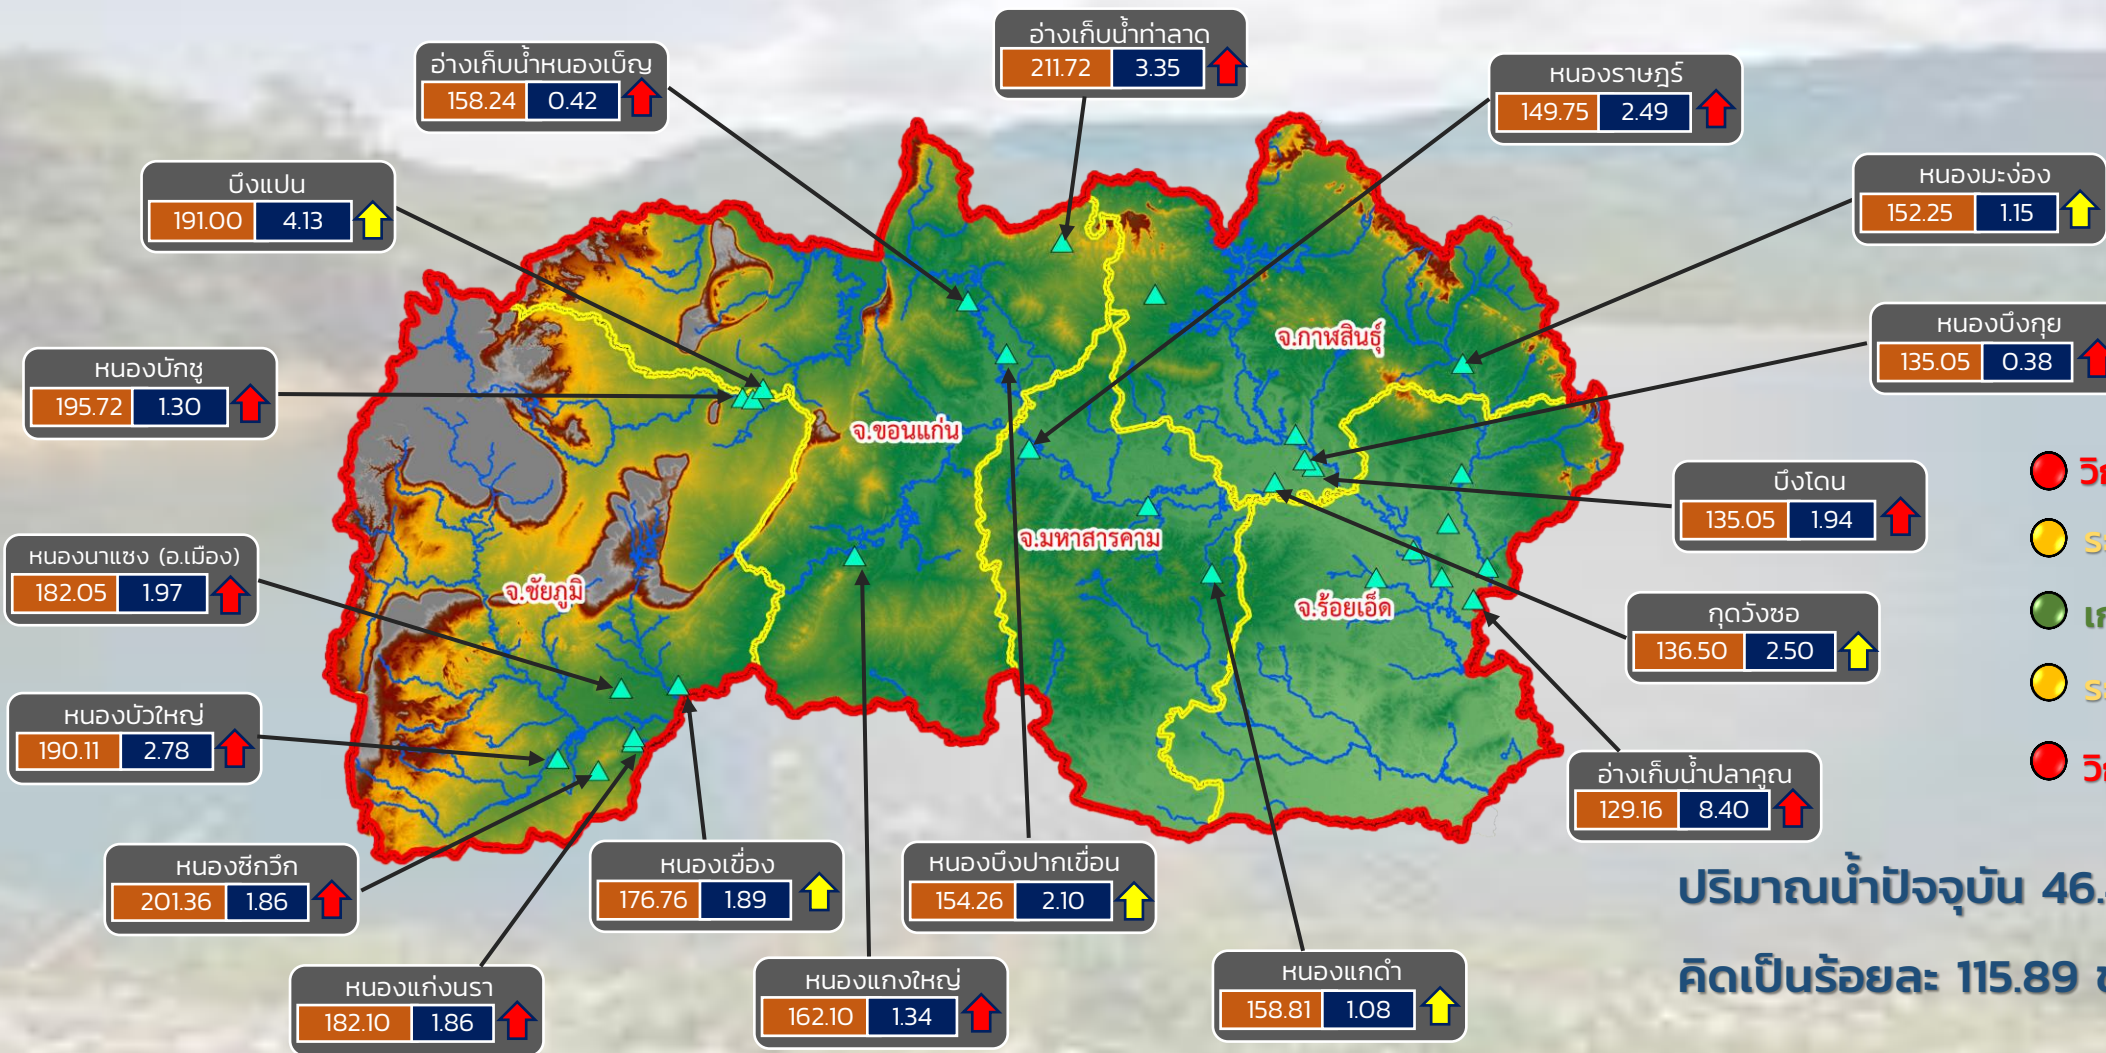 อ่างเก็บน้ำท่าลาด
211.72 3.35
อ่างเก็บน้ำหนองเบ็ญ
158.24 0.42
หนองราษฎร์
149.75 2.49
บึงแปน
191.00 4.13
หนองมะง่อง
152.25 1.15
หนองบึงกุย
135.05 0.38
หนองบักชู
195.72 1.30
จ.กาฬสินธุ์
จ.ขอนแก่น
บึงโดน
135.05 1.94
จ.มหาสารคาม
หนองนาแซง (อ.เมือง)
182.05 1.97
จ.ชัยภูมิ
จ.ร้อยเอ็ด
กุดวังซอ
136.50 2.50
หนองบัวใหญ่
190.11 2.78
อ่างเก็บน้ำปลาคูณ
129.16 8.40
หนองซีกวึก
201.36 1.86
หนองเขื่อง
176.76 1.89
หนองบึงปากเขื่อน
154.26 2.10
ปริมาณน้ำปัจจุบัน 46.
คิดเป็นร้อยละ 115.89
หนองแก่งนรา
182.10 1.86
หนองแกงใหญ่
162.10 1.34
หนองแกดำ
158.81 1.08